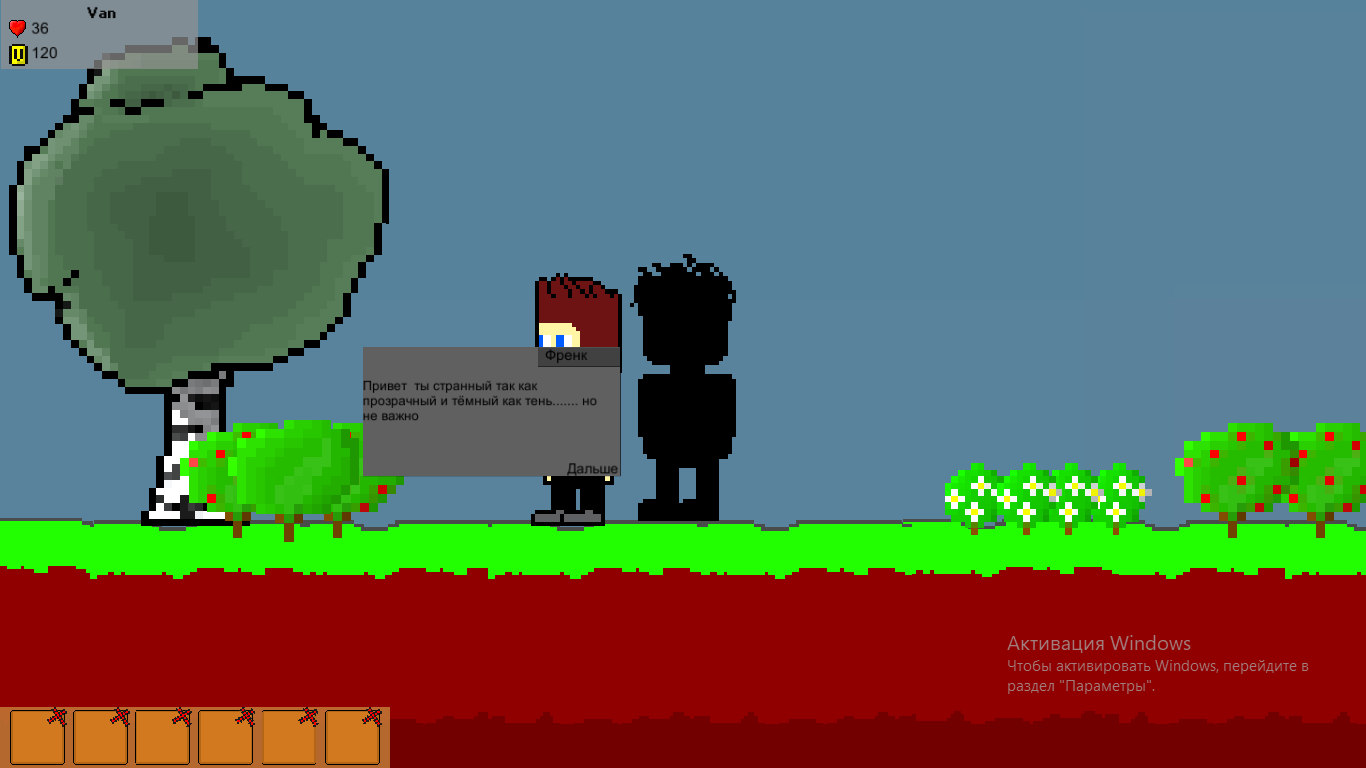 Van
36
120
Френк
Привет ты странный так как
прозрачный и тёмный как тень....... но
не важно
Дальше
Активация Windows
Чтобы активировать Windows, перейдите в
раздел "Параметры".